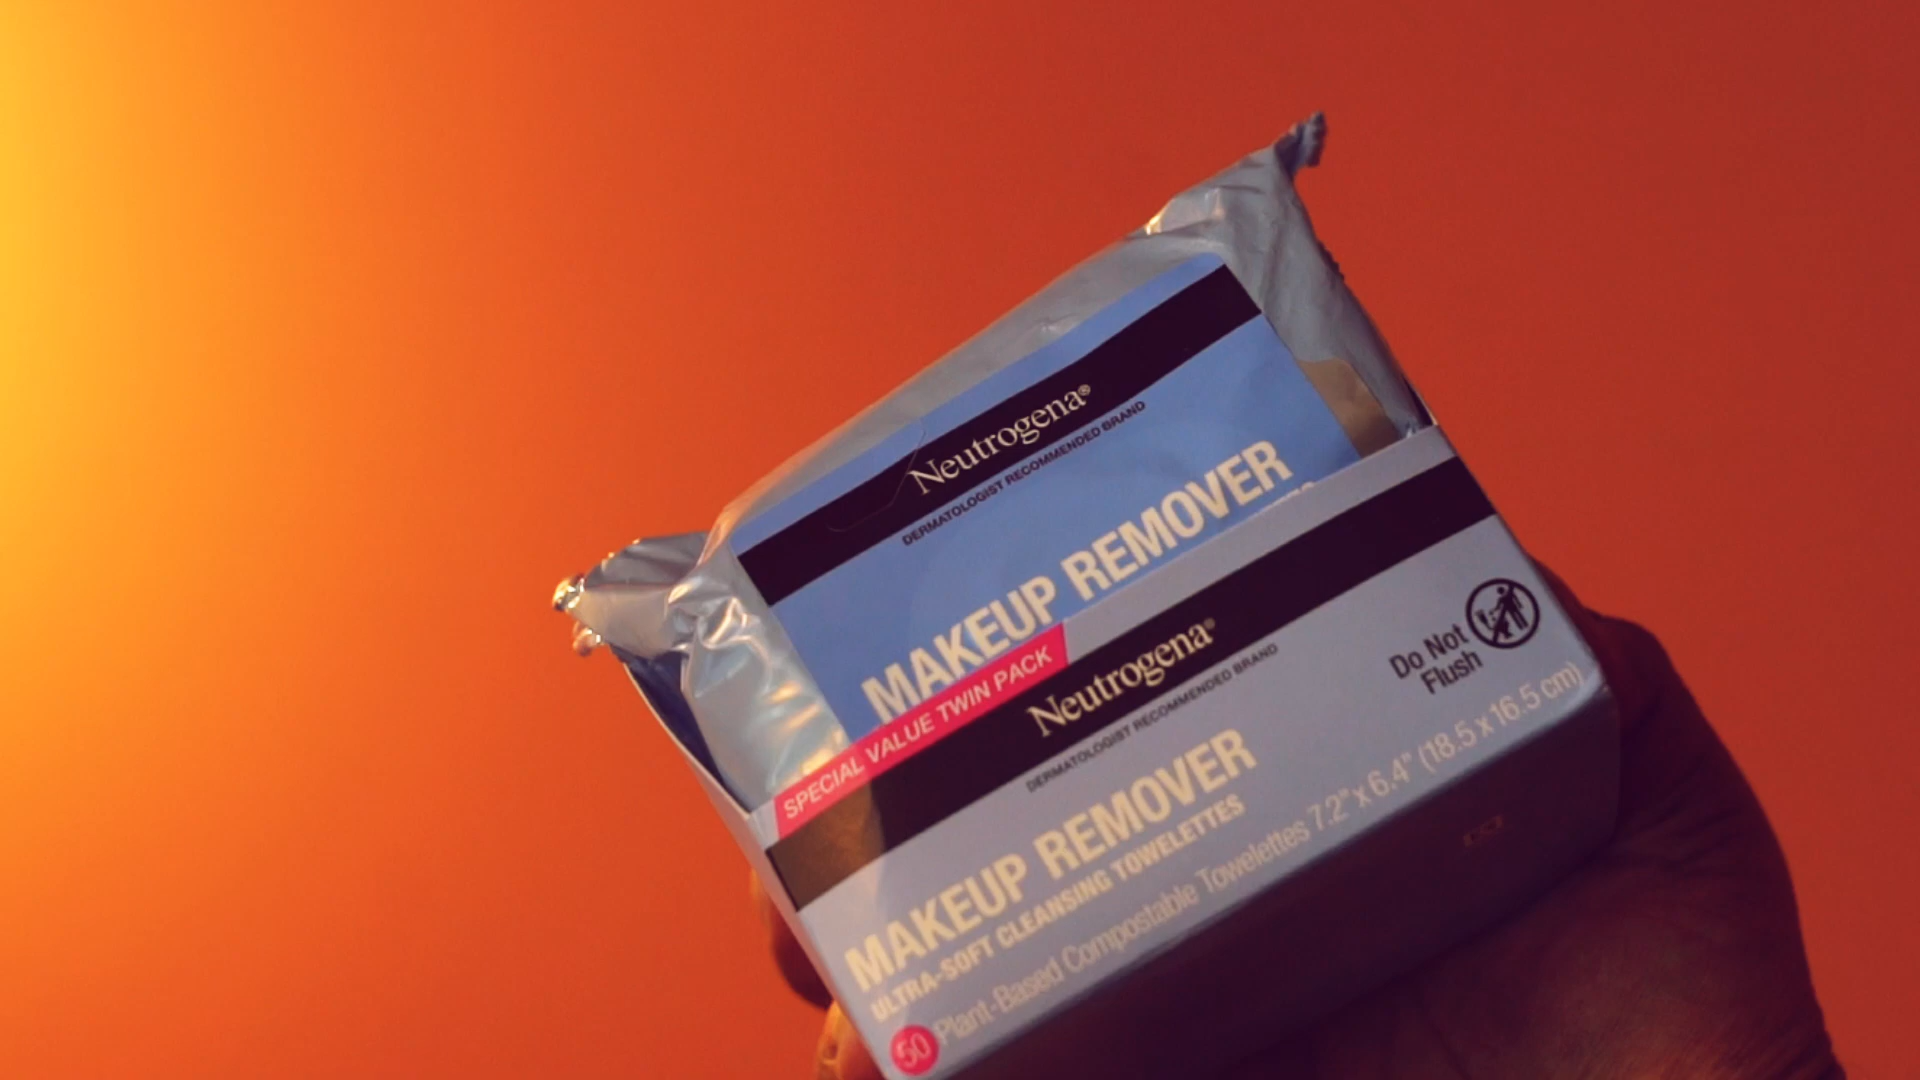 Neutrogena®
DERMATOLOGIST RECOMMENDED BRAND
MAKEUP REMOVER
SPECIAL VALUE TWIN PACK
Neutrogena®
DERMATOLOGIST RECOMMENDED BRAND
Do Not
Flush
MAKEUP REMOVER
ULTRA-SOFT CLEANSING TOWELETTES
50 Plant-Based Compostable Towelettes 7.2" x 6.4" (18.5 x 16.5 cm)